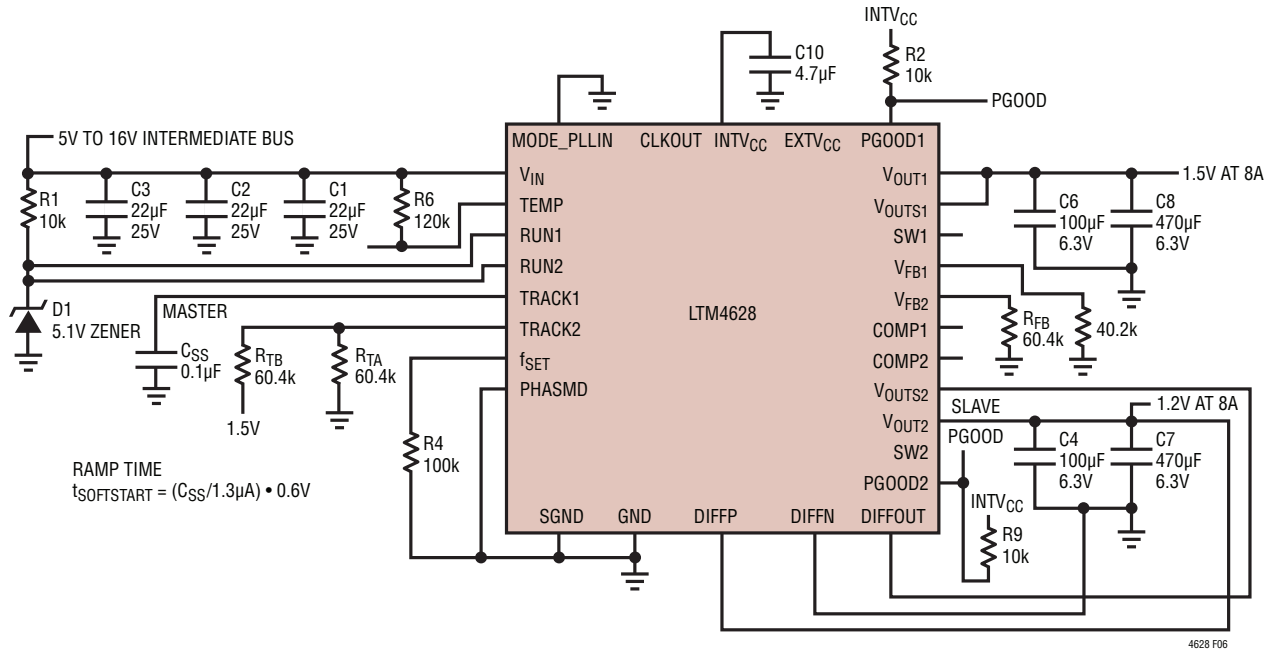 INTVCC
C10
4.7µF
R2
10k
PGOOD
5V TO 16V INTERMEDIATE BUS
MODE_PLLIN
CLKOUT
INTVCC
EXTVCC
PGOOD1
R1
10k
C3
22µF
25V
C2
22µF
25V
C1
22µF
25V
R6
120k
VIN
TEMP
RUN1
RUN2
TRACK1
TRACK2
fSET
PHASMD
LTM4628
VOUT1
VOUTS1
SW1
VFB1
VFB2
COMP1
COMP2
VOUTS2
VOUT2
SW2
PGOOD2
1.5V AT 8A
C6
100µF
6.3V
C8
470µF
6.3V
D1
5.1V ZENER
MASTER
CSS
0.1µF
RTB
60.4k
RTA
60.4k
1.5V
RFB
60.4k
40.2k
R4
100k
SLAVE
1.2V AT 8A
PGOOD
C4
100µF
6.3V
C7
470µF
6.3V
RAMP TIME
tSOFTSTART = (CSS/1.3µA) • 0.6V
INTVCC
R9
10k
SGND
GND
DIFFP
DIFFN
DIFFOUT
4628 F06